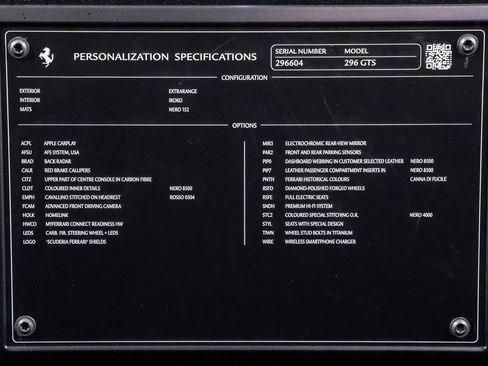 PERSONALIZATION SPECIFICATIONS
SERIAL NUMBER MODEL
296604 296 GTS
CONFIGURATION
EXTERIOR EXTRARANGE
INTERIOR IROKO
MATS NERO 152
OPTIONS
ACPL APPLE CARPLAY
AFSU AFS SYSTEM, USA
BRAD BACK RADAR
CALR RED BRAKE CALLIPERS
CITZ UPPER PART OF CENTRE CONSOLE IN CARBON FIBRE
CLDT COLOURED INNER DETAILS NERO 8500
EMPH CAVALLINO STITCHED ON HEADREST ROSSO 0504
FCAM ADVANCED FRONT DRIVING CAMERA
HOLK HOMELINK
HWCO MYFERRARI CONNECT READINESS HW
LEDS CARB. FIB. STEERING WHEEL + LEDS
LOGO "SCUDERIA FERRARI" SHIELDS
MIR3 ELECTROCHROMIC REAR-VIEW MIRROR
PAR2 FRONT AND REAR PARKING SENSORS
PIP0 DASHBOARD WEBBING IN CUSTOMER SELECTED LEATHER NERO 8500
PIP7 LEATHER PASSENGER COMPARTMENT INSERTS IN NERO 8500
PNTH FERRARI HISTORICAL COLOURS CANNA DI FUCILE
RSFD DIAMOND-POLISHED FORGED WHEELS
RSFE FULL ELECTRIC SEATS
SNDH PREMIUM HI-FI SYSTEM
STC2 COLOURED SPECIAL STITCHING O.R. NERO 4000
STYL SEATS WITH SPECIAL DESIGN
TIWN WHEEL STUD BOLTS IN TITANIUM
WIRE WIRELESS SMARTPHONE CHARGER